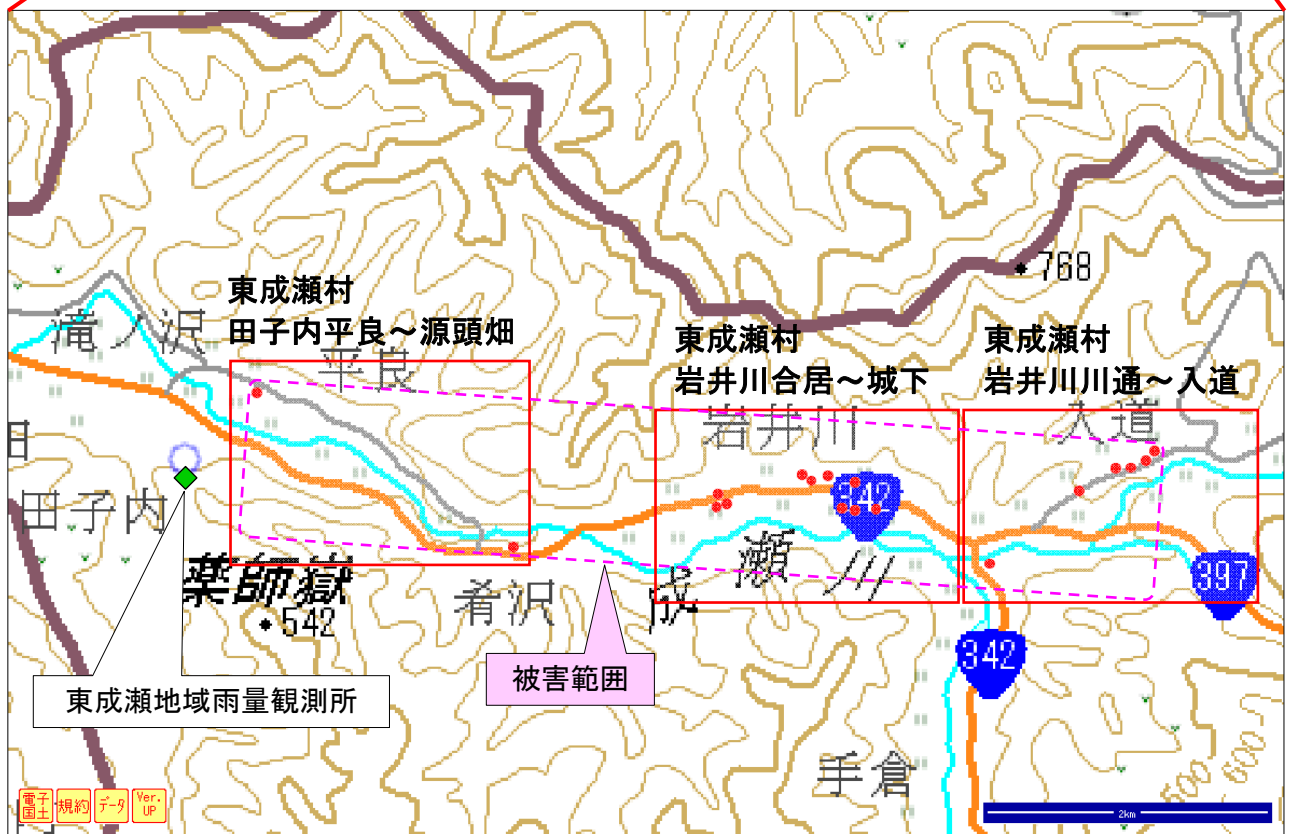 768
東成瀬村
田子内平良～源頭畑
滝ノ沢
平良
東成瀬村
岩井川合居～城下
東成瀬村
岩井川川通～入道
岩井川
入道
田子内
342
薬師嶽
542
肴沢
成瀬川
397
342
被害範囲
東成瀬地域雨量観測所
手倉
600
電子国土
規約
データ
Ver.UP
2km